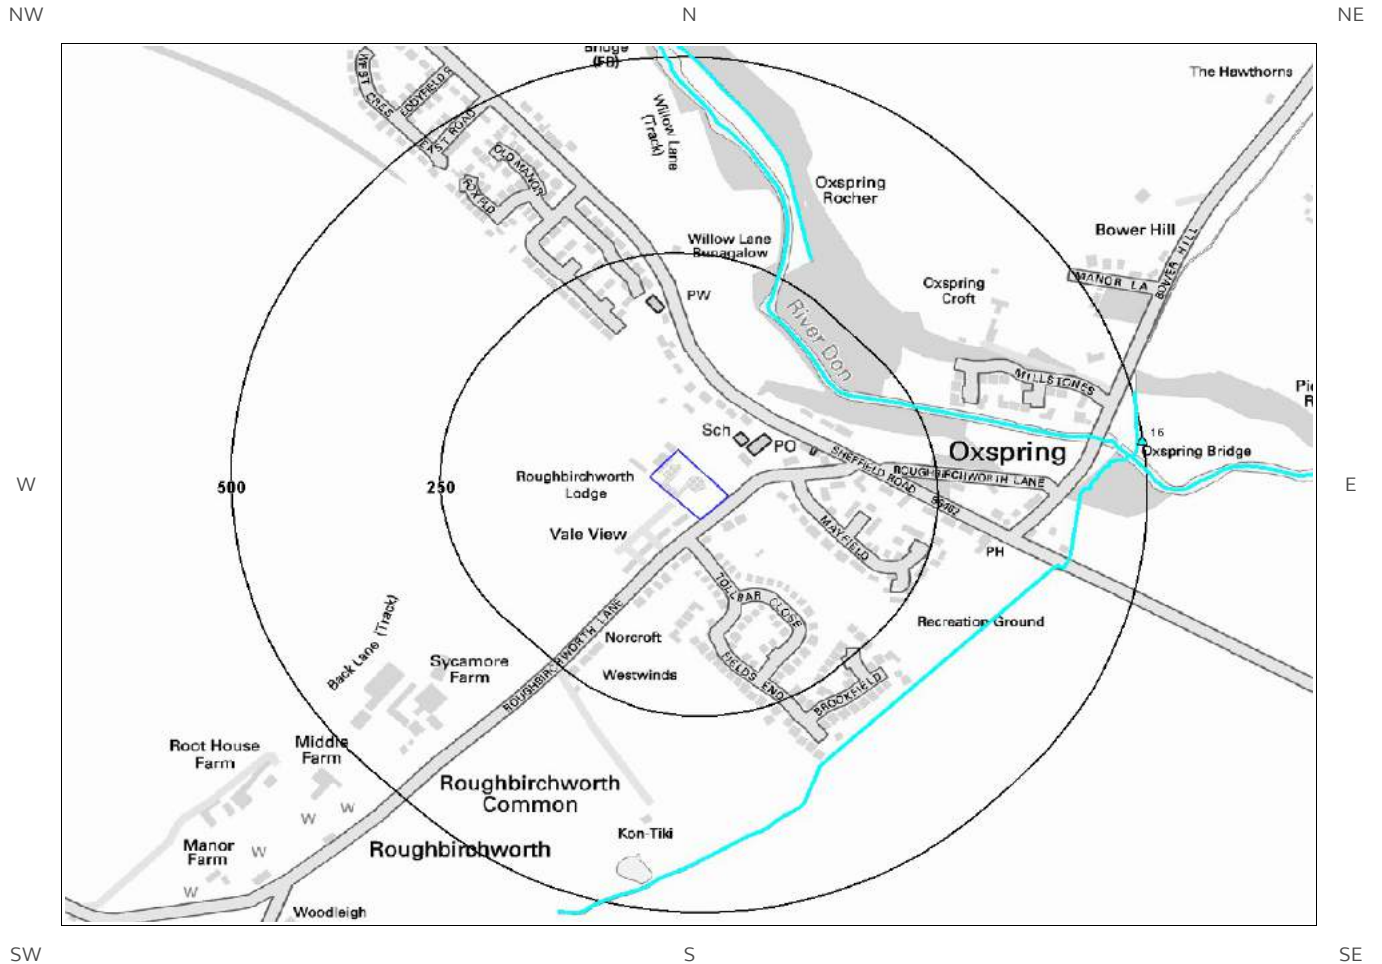 NW
N
NE
Bridge
(FB)
The Hawthorns
WEST CRES
EDDYFIELD R
EAST ROAD
Willow Lane
(Track)
OLD MANOR
FOXFLD
Oxspring
Rocher
Willow Lane
Bunagalow
Bower Hill
BOWER HILL
MANOR LA
PW
Oxspring
Croft
River Don
MILLSTONES
Sch
PO
16
Oxspring
Oxspring Bridge
SHEFFIELD ROAD B6462
ROUGHBIRCHWORTH LANE
W
500
250
Roughbirchworth
Lodge
E
Vale View
MAYFIELD
PH
TOLLBAR CLOSE
Recreation Ground
Norcroft
ROUGHBIRCHWORTH LANE
Back Lane (Track)
Sycamore
Farm
Westwinds
FIELDS END
BROOKFIELD
Root House
Farm
Middle
Farm
Roughbirchworth
Common
W
W
Kon-Tiki
Manor
Farm
W
Roughbirchworth
W
Woodleigh
SW
S
SE